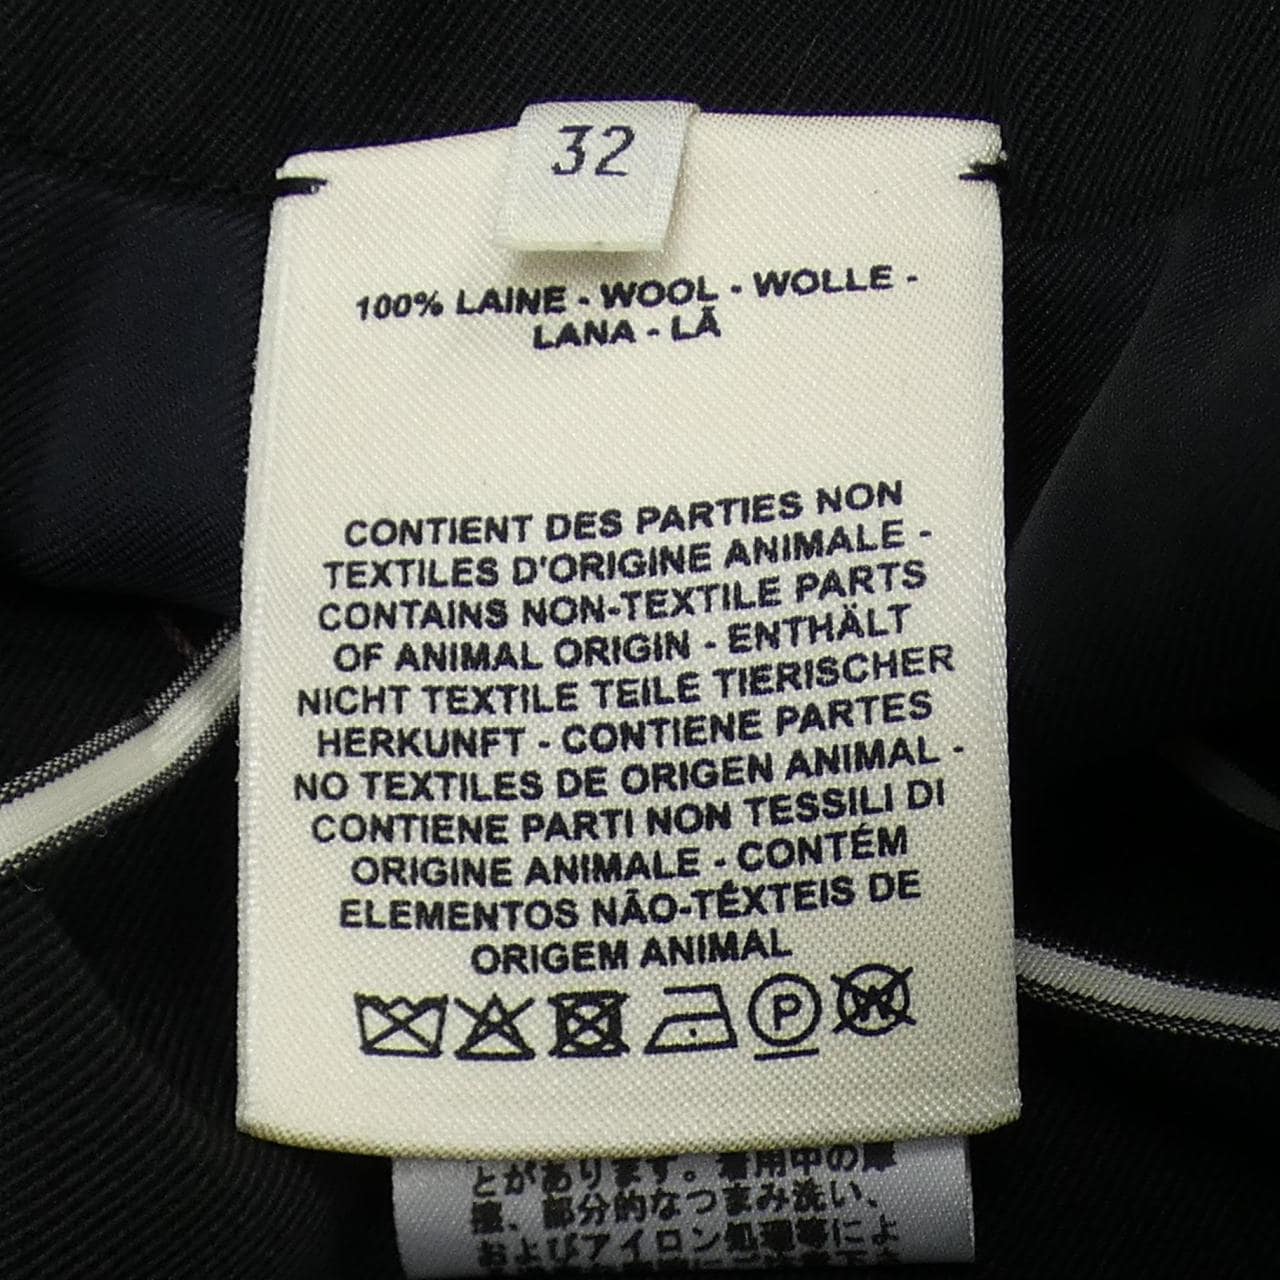 32
100% LAINE - WOOL - WOLLE -
LANA - LÃ
CONTIENT DES PARTIES NON
TEXTILES D'ORIGINE ANIMALE -
CONTAINS NON-TEXTILE PARTS
OF ANIMAL ORIGIN - ENTHÄLT
NICHT TEXTILE TEILE TIERISCHER
HERKUNFT - CONTIENE PARTES
NO TEXTILES DE ORIGEN ANIMAL -
CONTIENE PARTI NON TESSILI DI
ORIGINE ANIMALE - CONTÉM
ELEMENTOS NÃO-TÊXTEIS DE
ORIGEM ANIMAL
P W
とがあります。着用中の摩
擦、部分的なつまみ洗い、
およびアイロン処理等によ